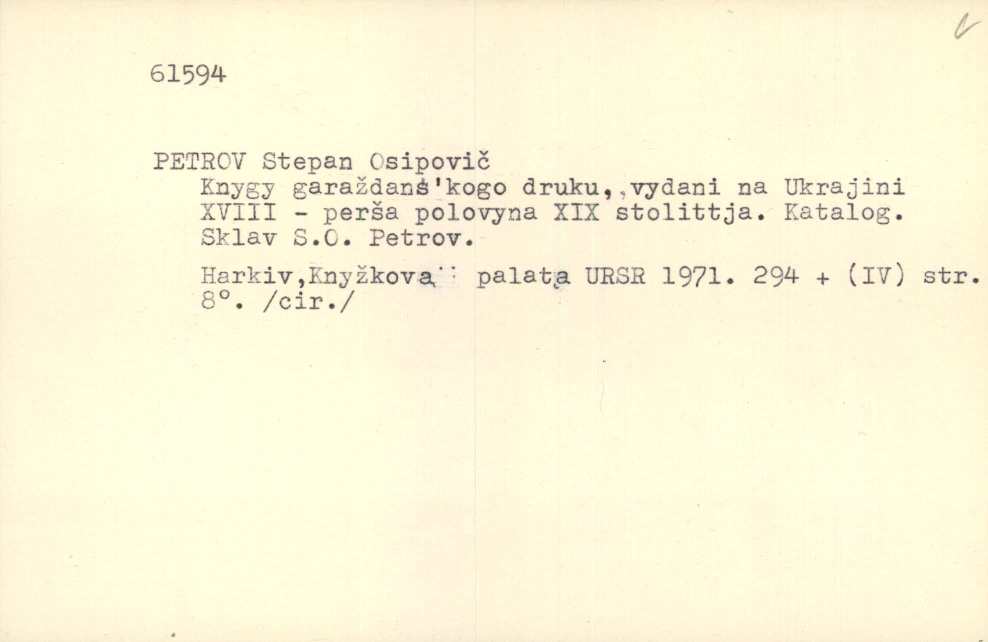 61594
PETROV Stepan Osipovič
Knygy garaždans'kogo druku, vydani na Ukrajini
XVIII - perša polovyna XIX stolittja. Katalog.
Sklav S.O. Petrov.
Harkiv,Knyžkova palata URSR 1971. 294 + (IV) str.
8°. /cir./